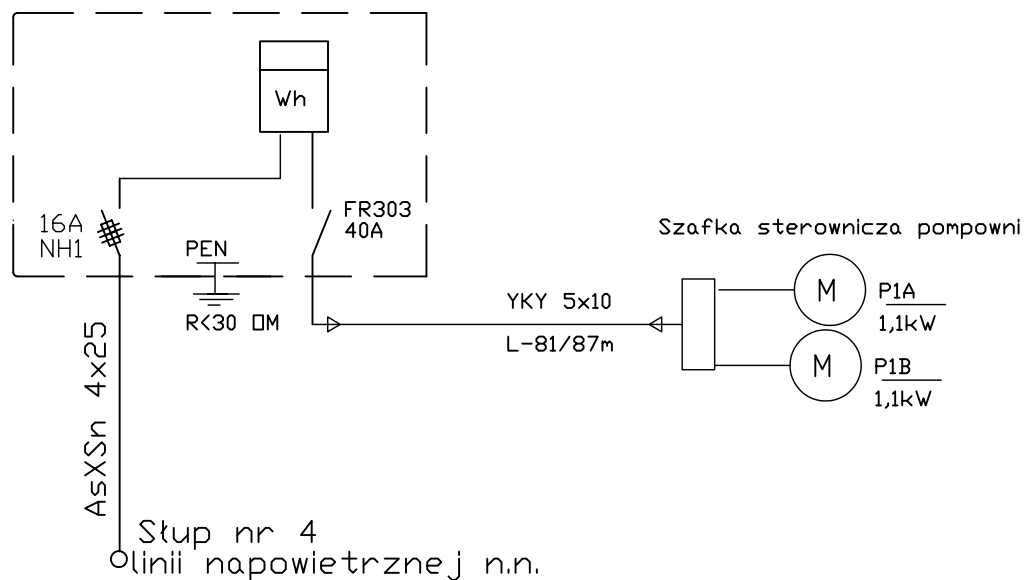 Wh
16A
NH1
FR303
40A
PEN
R<30 □M
Szafka sterownicza pompowni
YKY 5x10
L-81/87m
M
P1A
1,1kW
M
P1B
1,1kW
AsXSn 4x25
Słup nr 4
linii napowietrznej n.n.